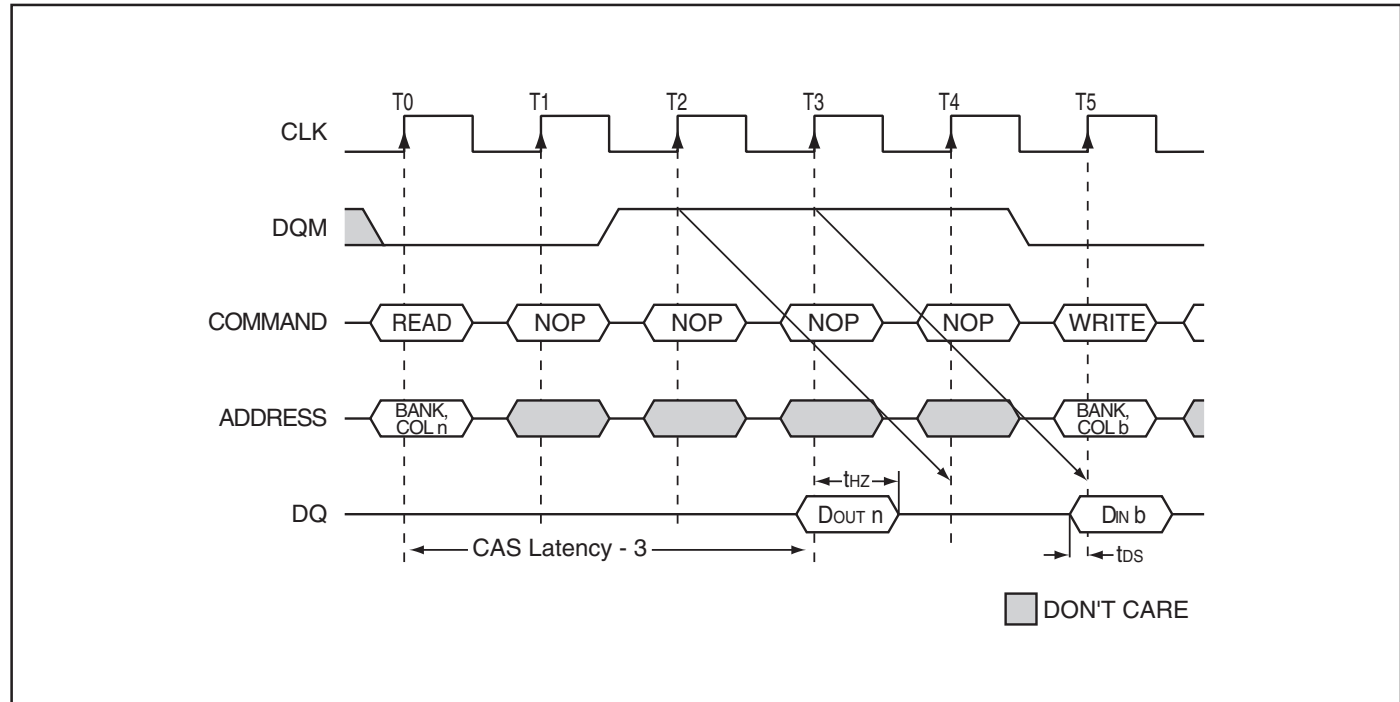 T0 T1 T2 T3 T4 T5
CLK
DQM
COMMAND READ NOP NOP NOP NOP WRITE
ADDRESS BANK, COL n BANK, COL b
tHZ
DQ DOUT n DIN b
CAS Latency - 3 tDS
DON'T CARE